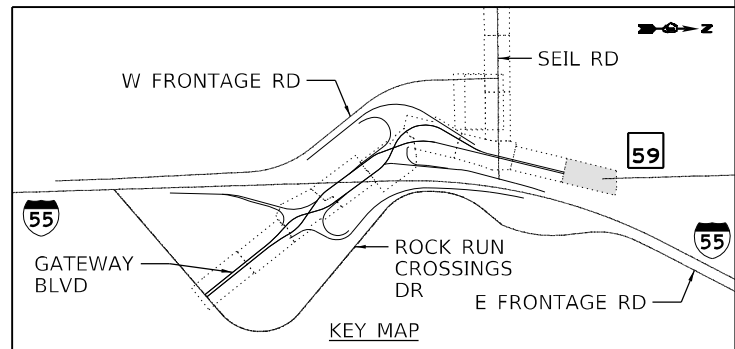 Z
SEIL RD
W FRONTAGE RD
59
55
55
GATEWAY
BLVD
ROCK RUN
CROSSINGS
DR
E FRONTAGE RD
KEY MAP